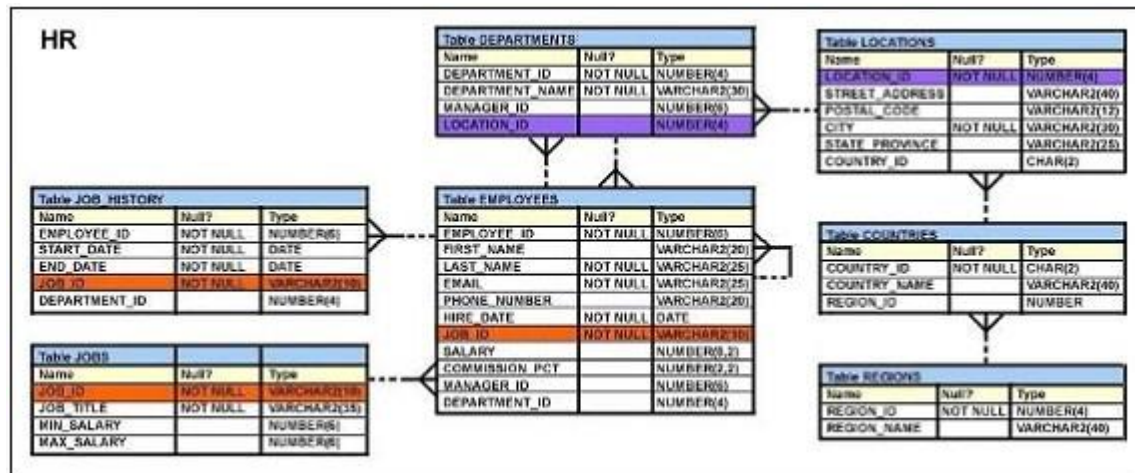 HR
Table DEPARTMENTS
Name Null? Type
DEPARTMENT_ID NOT NULL NUMBER(4)
DEPARTMENT_NAME NOT NULL VARCHAR2(30)
MANAGER_ID NUMBER(6)
LOCATION_ID NUMBER(4)
Table LOCATIONS
Name Null? Type
LOCATION_ID NOT NULL NUMBER(4)
STREET_ADDRESS VARCHAR2(40)
POSTAL_CODE VARCHAR2(12)
CITY NOT NULL VARCHAR2(30)
STATE_PROVINCE VARCHAR2(25)
COUNTRY_ID CHAR(2)
Table JOB_HISTORY
Name Null? Type
EMPLOYEE_ID NOT NULL NUMBER(6)
START_DATE NOT NULL DATE
END_DATE NOT NULL DATE
JOB_ID NOT NULL VARCHAR2(10)
DEPARTMENT_ID NUMBER(4)
Table EMPLOYEES
Name Null? Type
EMPLOYEE_ID NOT NULL NUMBER(6)
FIRST_NAME VARCHAR2(20)
LAST_NAME NOT NULL VARCHAR2(25)
EMAIL NOT NULL VARCHAR2(25)
PHONE_NUMBER VARCHAR2(20)
HIRE_DATE NOT NULL DATE
JOB_ID NOT NULL VARCHAR2(10)
SALARY NUMBER(8,2)
COMMISSION_PCT NUMBER(2,2)
MANAGER_ID NUMBER(6)
DEPARTMENT_ID NUMBER(4)
Table COUNTRIES
Name Null? Type
COUNTRY_ID NOT NULL CHAR(2)
COUNTRY_NAME VARCHAR2(40)
REGION_ID NUMBER
Table JOBS
Name Null? Type
JOB_ID NOT NULL VARCHAR2(10)
JOB_TITLE NOT NULL VARCHAR2(35)
MIN_SALARY NUMBER(6)
MAX_SALARY NUMBER(6)
Table REGIONS
Name Null? Type
REGION_ID NOT NULL NUMBER(4)
REGION_NAME VARCHAR2(40)